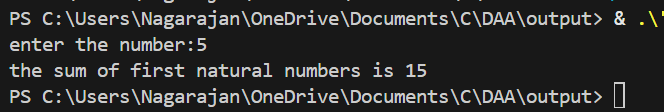 PS C:\Users\Nagarajan\OneDrive\Documents\C\DAA\output> & .\'
enter the number:5
the sum of first natural numbers is 15
PS C:\Users\Nagarajan\OneDrive\Documents\C\DAA\output>